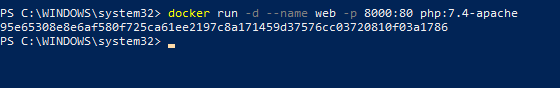 PS C:\WINDOWS\system32> docker run -d --name web -p 8000:80 php:7.4-apache
95e65308e8e6af580f725ca61ee2197c8a171459d37576cc03720810f03a1786
PS C:\WINDOWS\system32>